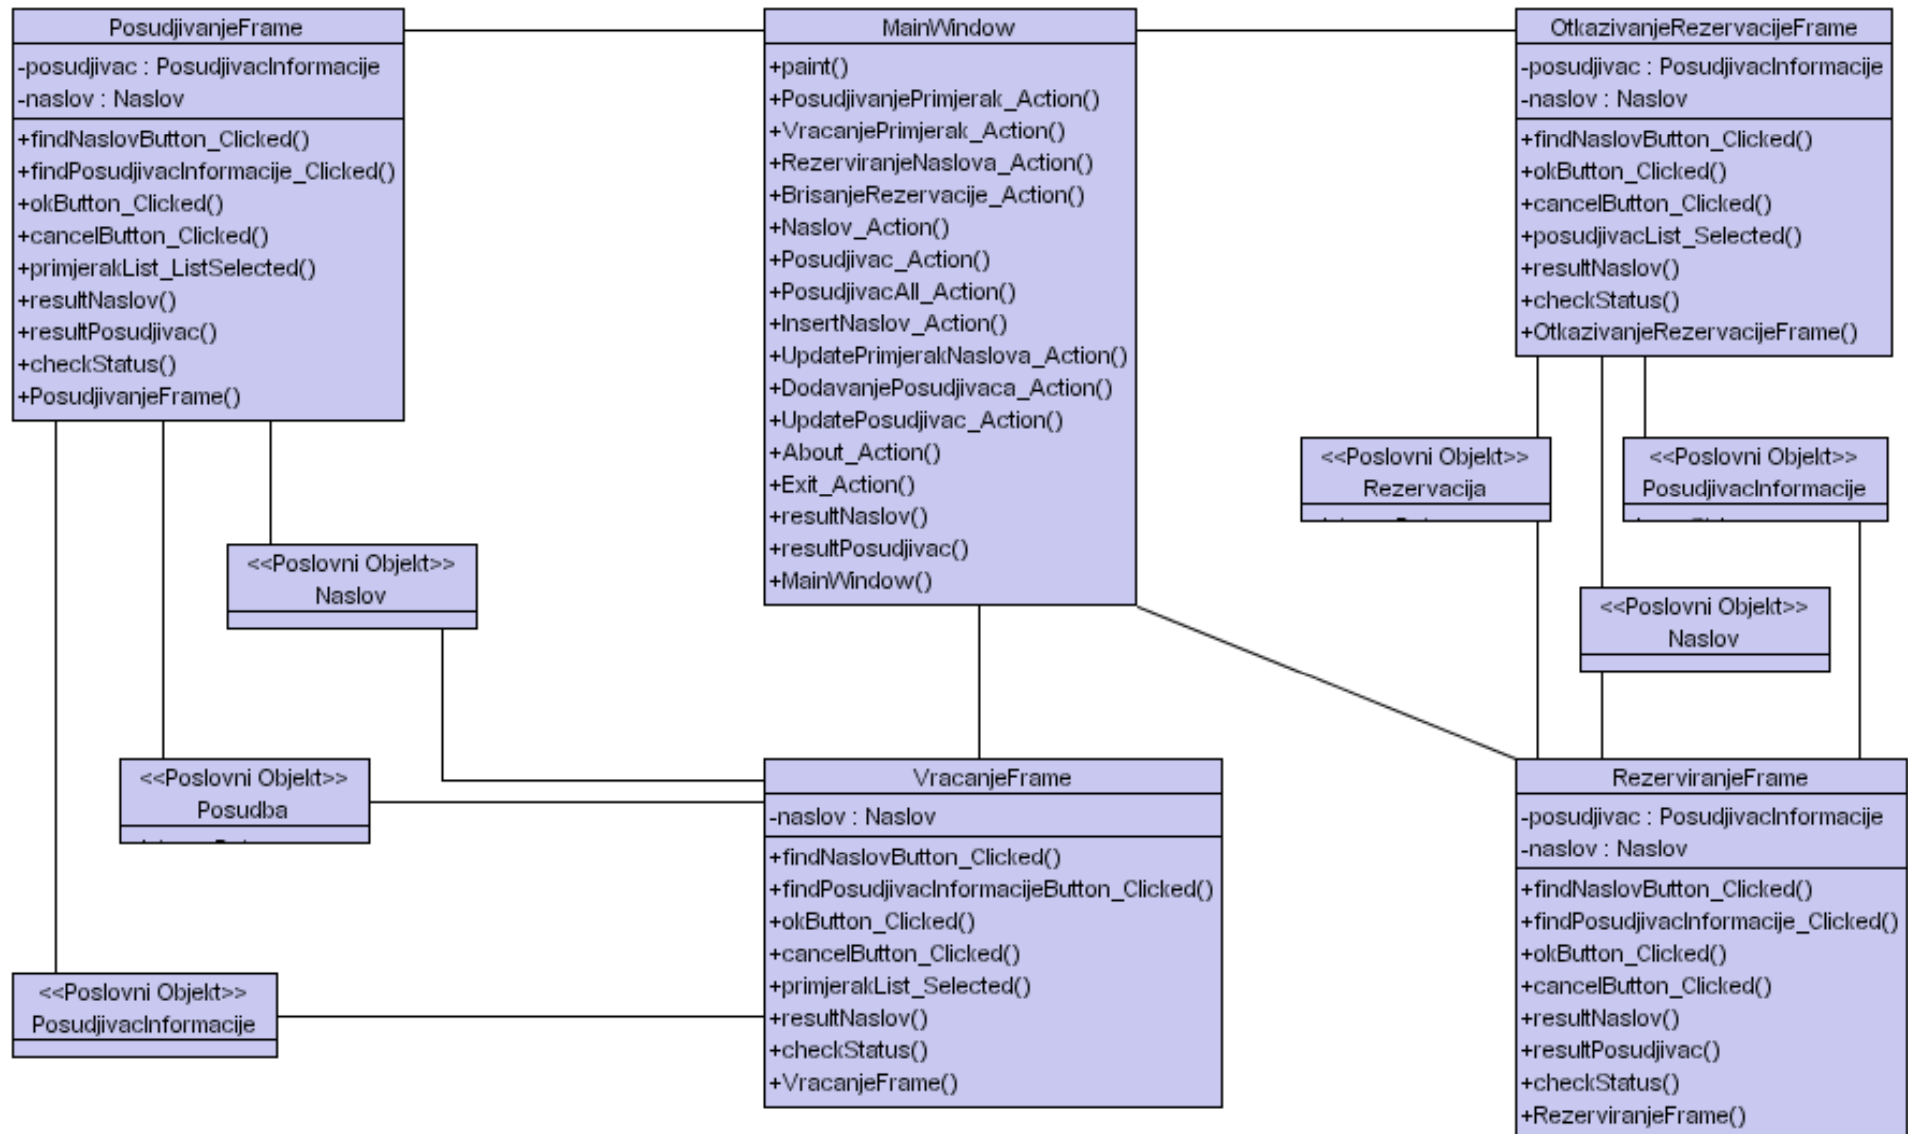 PosudjivanjeFrame
-posudjivac : PosudjivacInformacije
-naslov : Naslov
+findNaslovButton_Clicked()
+findPosudjivacInformacije_Clicked()
+okButton_Clicked()
+cancelButton_Clicked()
+primjerakList_ListSelected()
+resultNaslov()
+resultPosudjivac()
+checkStatus()
+PosudjivanjeFrame()
MainWindow
+paint()
+PosudjivanjePrimjerak_Action()
+VracanjePrimjerak_Action()
+RezerviranjeNaslova_Action()
+BrisanjeRezervacije_Action()
+Naslov_Action()
+Posudjivac_Action()
+PosudjivacAll_Action()
+InsertNaslov_Action()
+UpdatePrimjerakNaslova_Action()
+DodavanjePosudjivaca_Action()
+UpdatePosudjivac_Action()
+About_Action()
+Exit_Action()
+resultNaslov()
+resultPosudjivac()
+MainWindow()
OtkazivanjeRezervacijeFrame
-posudjivac : PosudjivacInformacije
-naslov : Naslov
+findNaslovButton_Clicked()
+okButton_Clicked()
+cancelButton_Clicked()
+posudjivacList_Selected()
+resultNaslov()
+checkStatus()
+OtkazivanjeRezervacijeFrame()
<<Poslovni Objekt>>
Rezervacija
<<Poslovni Objekt>>
PosudjivacInformacije
<<Poslovni Objekt>>
Naslov
<<Poslovni Objekt>>
Naslov
<<Poslovni Objekt>>
Posudba
<<Poslovni Objekt>>
PosudjivacInformacije
VracanjeFrame
-naslov : Naslov
+findNaslovButton_Clicked()
+findPosudjivacInformacijeButton_Clicked()
+okButton_Clicked()
+cancelButton_Clicked()
+primjerakList_Selected()
+resultNaslov()
+checkStatus()
+VracanjeFrame()
RezerviranjeFrame
-posudjivac : PosudjivacInformacije
-naslov : Naslov
+findNaslovButton_Clicked()
+findPosudjivacInformacije_Clicked()
+okButton_Clicked()
+cancelButton_Clicked()
+resultNaslov()
+resultPosudjivac()
+checkStatus()
+RezerviranjeFrame()